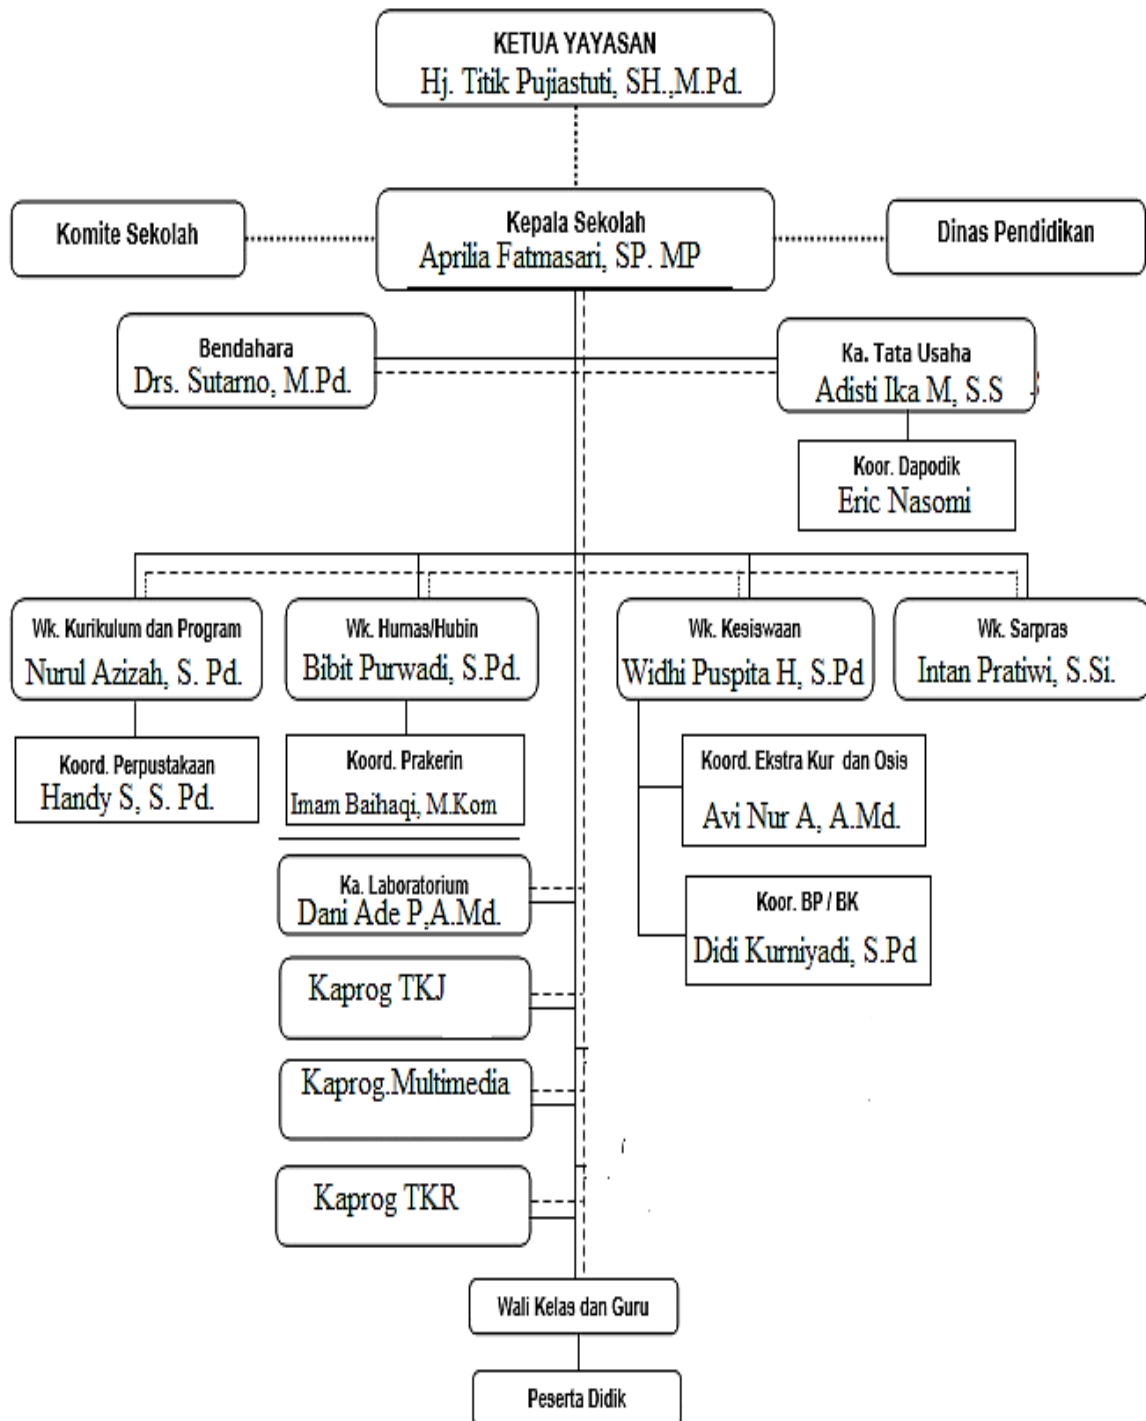 KETUA YAYASAN
Hj. Titik Pujiastuti, SH.,M.Pd.
Komite Sekolah
Kepala Sekolah
Aprilia Fatmasari, SP. MP
Dinas Pendidikan
Bendahara
Drs. Sutarno, M.Pd.
Ka. Tata Usaha
Adisti Ika M, S.S
Koor. Dapodik
Eric Nasomi
Wk. Kurikulum dan Program
Nurul Azizah, S. Pd.
Wk. Humas/Hubin
Bibit Purwadi, S.Pd.
Wk. Kesiswaan
Widhi Puspita H, S.Pd
Wk. Sarpras
Intan Pratiwi, S.Si.
Koord. Perpustakaan
Handy S, S. Pd.
Koord. Prakerin
Imam Baihaqi, M.Kom
Koord. Ekstra Kur dan Osis
Avi Nur A, A.Md.
Ka. Laboratorium
Dani Ade P,A.Md.
Koor. BP / BK
Didi Kurniyadi, S.Pd
Kaprog TKJ
Kaprog.Multimedia
Kaprog TKR
Wali Kelas dan Guru
Peserta Didik